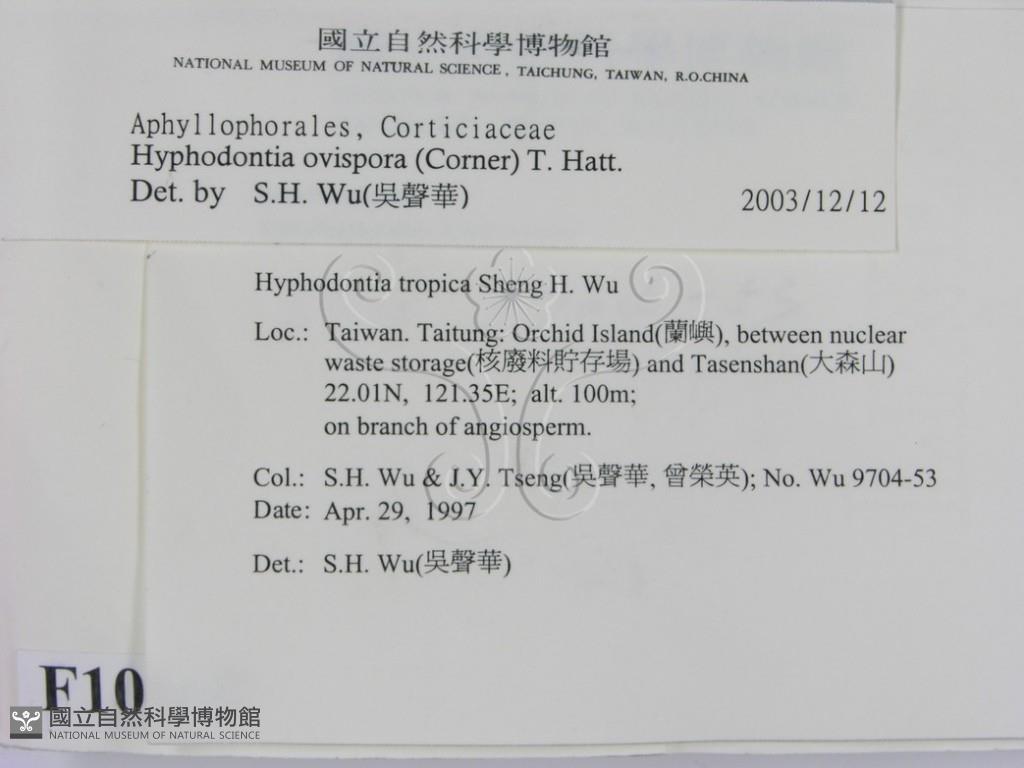 國立自然科學博物館
NATIONAL MUSEUM OF NATURAL SCIENCE, TAICHUNG, TAIWAN, R.O.CHINA
Aphyllophorales, Corticiaceae
Hyphodontia ovispora (Corner) T. Hatt.
Det. by S.H. Wu(吳聲華) 2003/12/12
Hyphodontia tropica Sheng H. Wu
Loc.: Taiwan. Taitung: Orchid Island(蘭嶼), between nuclear
waste storage(核廢料貯存場) and Tasenshan(大森山)
22.01N, 121.35E; alt. 100m;
on branch of angiosperm.
Col.: S.H. Wu & J.Y. Tseng(吳聲華, 曾榮英); No. Wu 9704-53
Date: Apr. 29, 1997
Det.: S.H. Wu(吳聲華)
F10
國立自然科學博物館
NATIONAL MUSEUM OF NATURAL SCIENCE